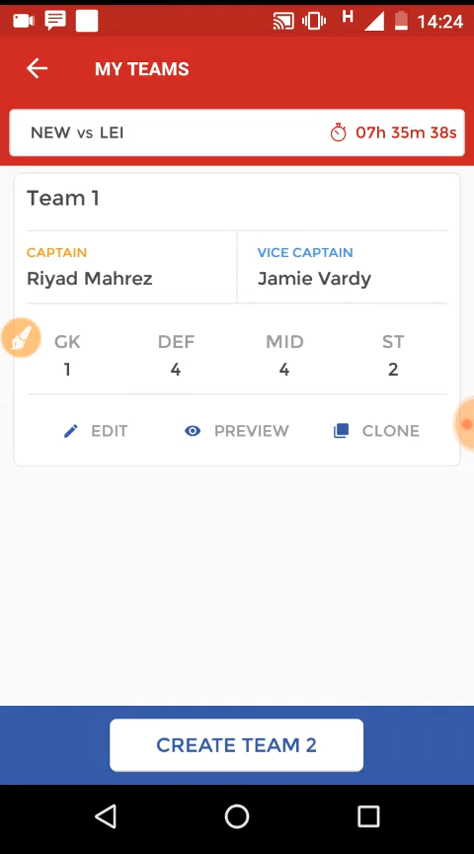 H 14:24
MY TEAMS
NEW vs LEI 07h 35m 38s
Team 1
CAPTAIN VICE CAPTAIN
Riyad Mahrez Jamie Vardy
GK DEF MID ST
1 4 4 2
EDIT PREVIEW CLONE
CREATE TEAM 2